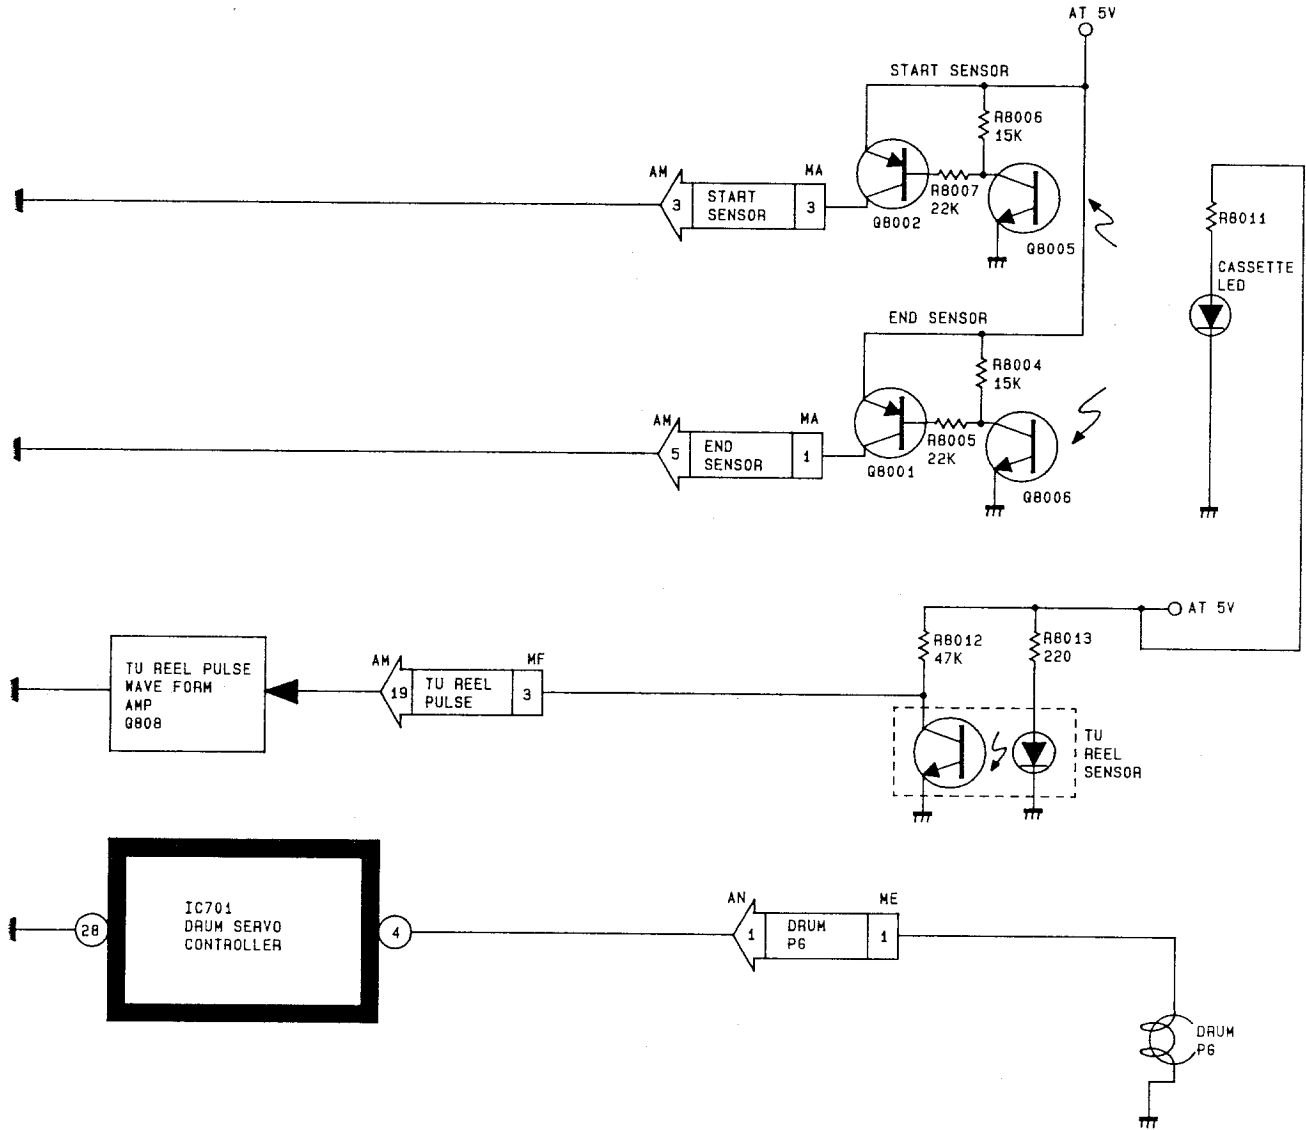 AT 5V
START SENSOR
R8006
15K
AM
MA
3
START
SENSOR
3
R8007
22K
Q8002
Q8005
R8011
CASSETTE
LED
END SENSOR
R8004
15K
AM
MA
5
END
SENSOR
1
R8005
22K
Q8001
Q8006
AT 5V
R8012
47K
R8013
220
TU REEL PULSE
WAVE FORM
AMP
Q808
AM
MF
19
TU REEL
PULSE
3
TU
REEL
SENSOR
28
IC701
DRUM SERVO
CONTROLLER
4
AN
ME
1
DRUM
PG
1
DRUM
PG